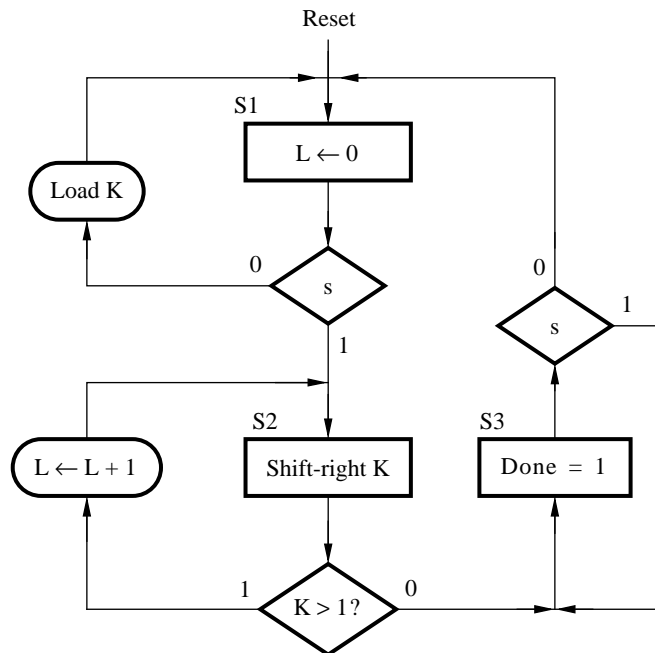 Reset
S1
L ← 0
Load K
0
s
1
0
s
1
S2
Shift-right K
L ← L + 1
S3
Done = 1
1
K > 1 ?
0